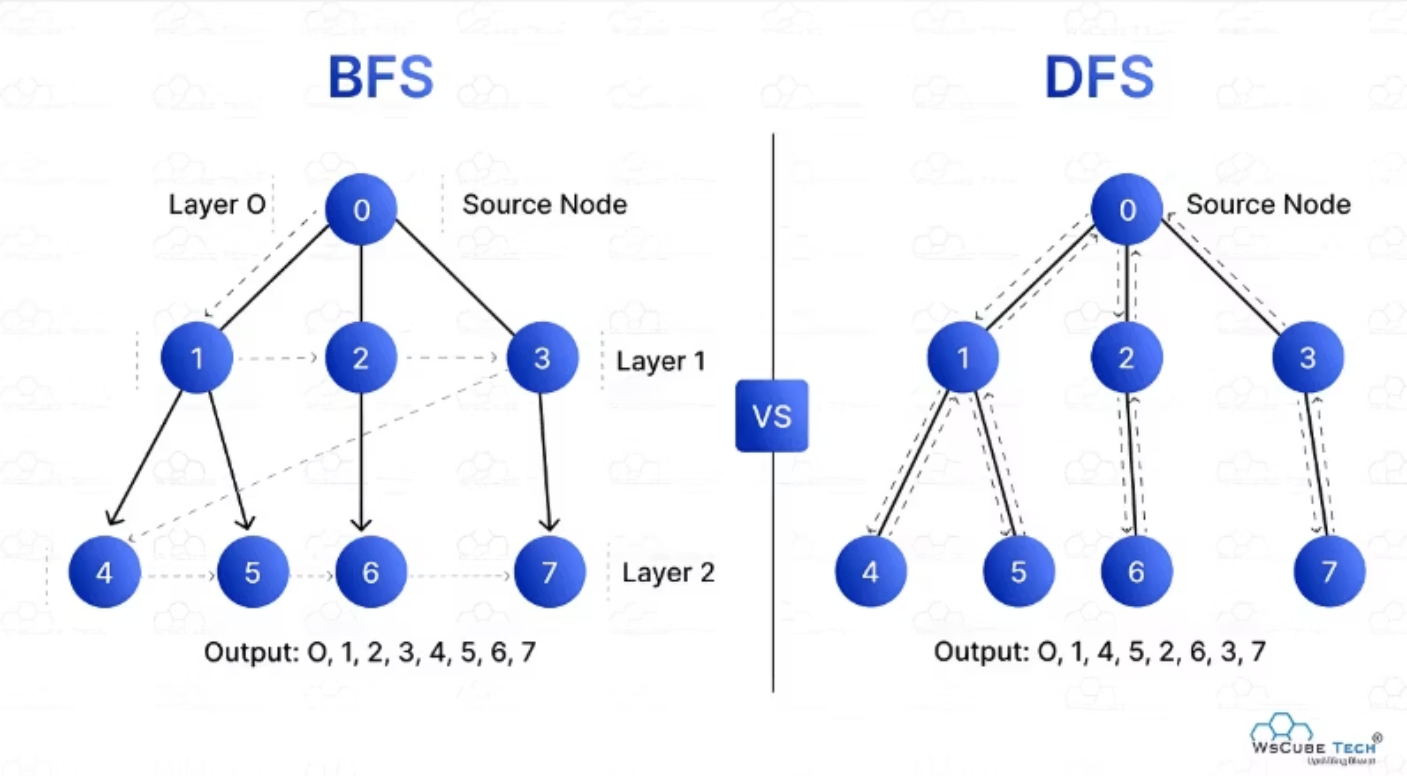 BFS
Layer O
0
Source Node
1
2
3
Layer 1
4
5
6
7
Layer 2
Output: O, 1, 2, 3, 4, 5, 6, 7
VS
DFS
0
Source Node
1
2
3
4
5
6
7
Output: O, 1, 4, 5, 2, 6, 3, 7
WsCube Tech®